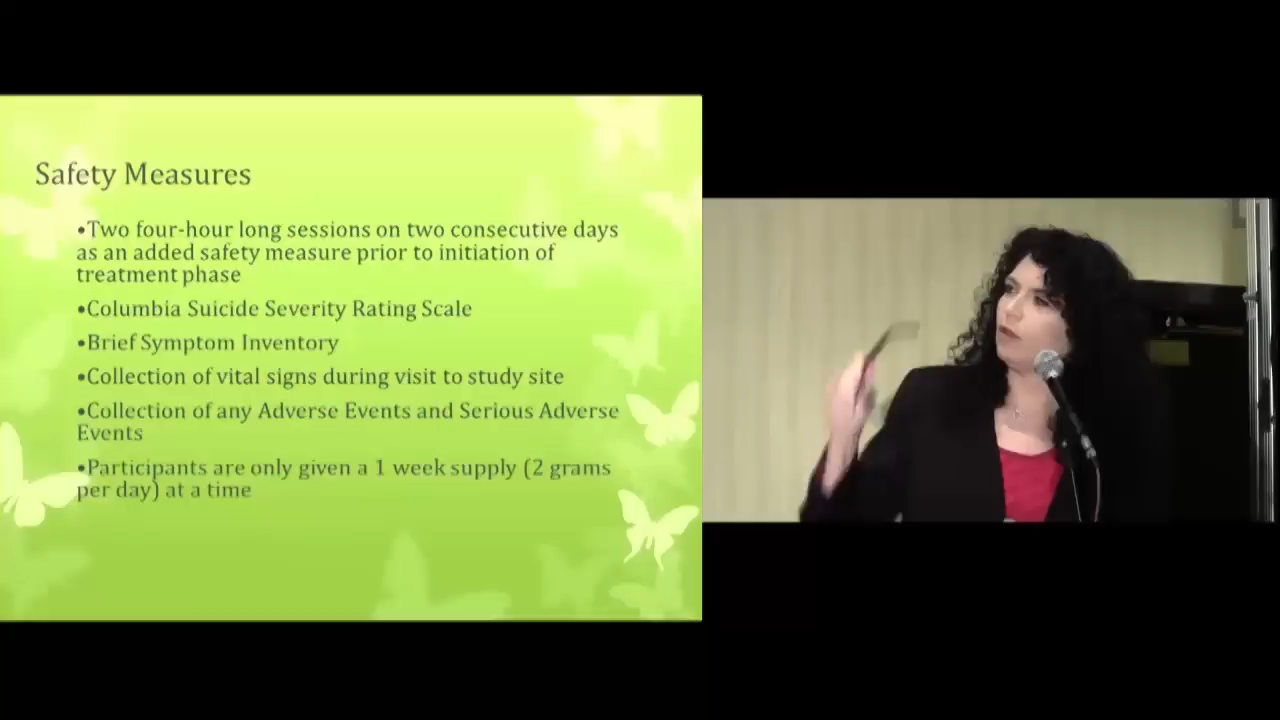 Safety Measures
•Two four-hour long sessions on two consecutive days
as an added safety measure prior to initiation of
treatment phase
•Columbia Suicide Severity Rating Scale
•Brief Symptom Inventory
•Collection of vital signs during visit to study site
•Collection of any Adverse Events and Serious Adverse
Events
•Participants are only given a 1 week supply (2 grams
per day) at a time